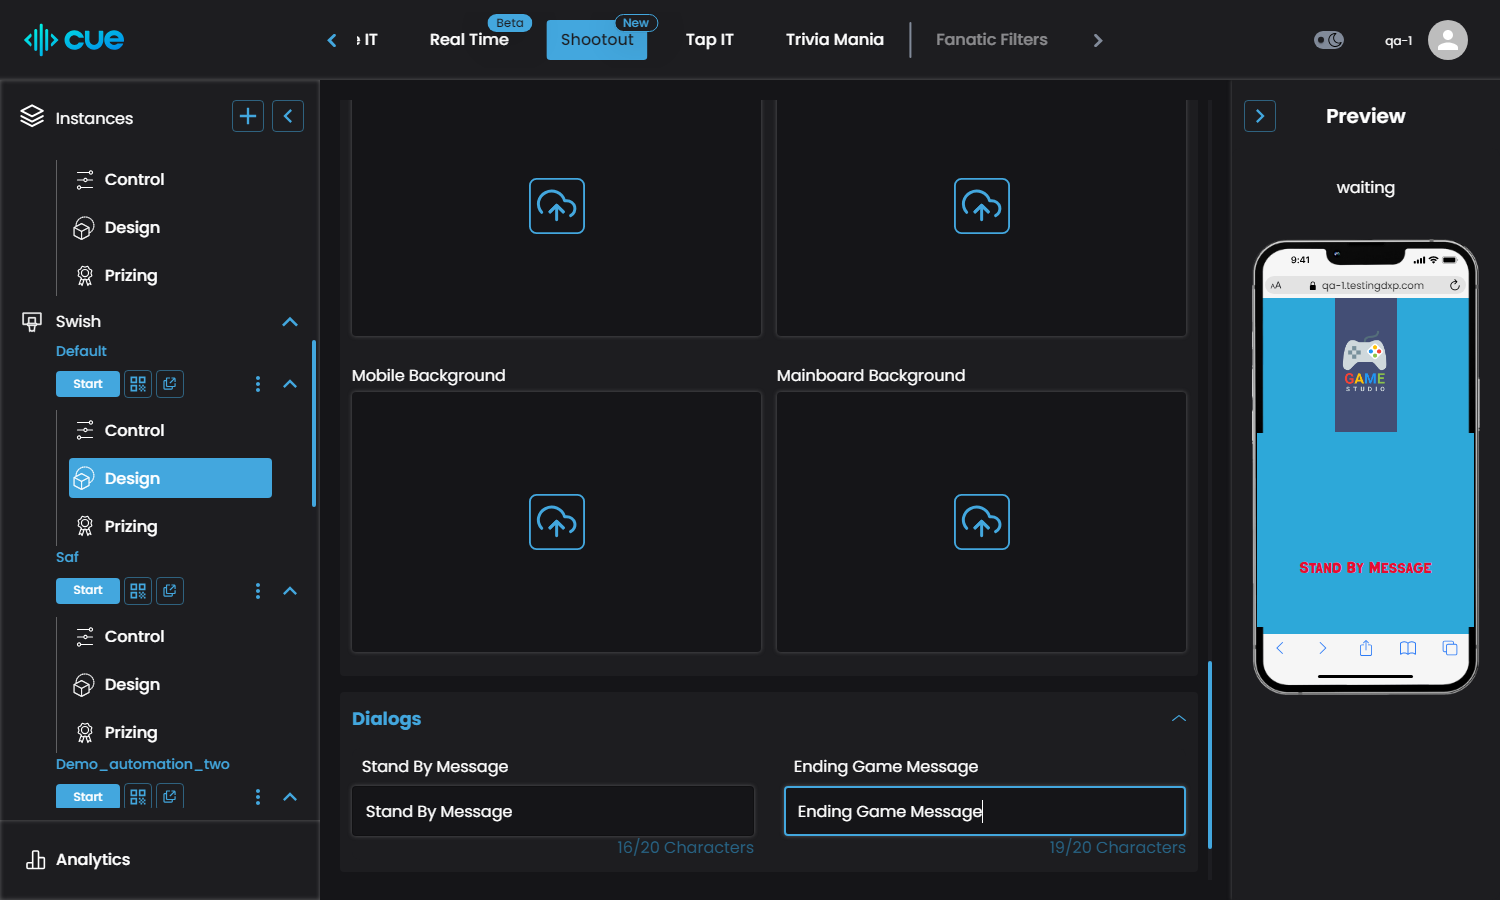 cue
IT
Real Time
Beta
Shootout
New
Tap IT
Trivia Mania
Fanatic Filters
qa-1
Instances
Control
Design
Prizing
Swish
Default
Start
Control
Design
Prizing
Saf
Start
Control
Design
Prizing
Demo_automation_two
Start
Analytics
Mobile Background
Mainboard Background
Dialogs
Stand By Message
Ending Game Message
Stand By Message
Ending Game Message
16/20 Characters
19/20 Characters
Preview
waiting
9:41
AA
qa-1.testingdxp.com
GAME
STUDIO
Stand By Message